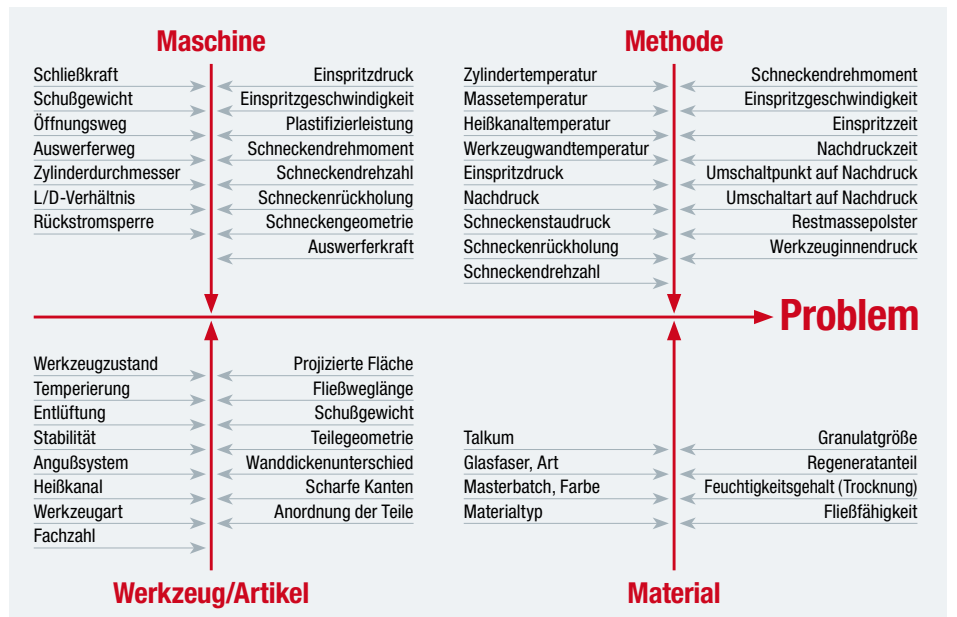 Maschine
Schließkraft
Schußgewicht
Öffnungsweg
Auswerferweg
Zylinderdurchmesser
L/D-Verhältnis
Rückstromsperre
Einspritzdruck
Einspritzgeschwindigkeit
Plastifizierleistung
Schneckendrehmoment
Schneckendrehzahl
Schneckenrückholung
Schneckengeometrie
Auswerferkraft
Methode
Zylindertemperatur
Massetemperatur
Heißkanaltemperatur
Werkzeugwandtemperatur
Einspritzdruck
Nachdruck
Schneckenstaudruck
Schneckenrückholung
Schneckendrehzahl
Schneckendrehmoment
Einspritzgeschwindigkeit
Einspritzzeit
Nachdruckzeit
Umschaltpunkt auf Nachdruck
Umschaltart auf Nachdruck
Restmassepolster
Werkzeuginnendruck
Problem
Werkzeugzustand
Temperierung
Entlüftung
Stabilität
Angußsystem
Heißkanal
Werkzeugart
Fachzahl
Projizierte Fläche
Fließweglänge
Schußgewicht
Teilegeometrie
Wanddickenunterschied
Scharfe Kanten
Anordnung der Teile
Werkzeug/Artikel
Talkum
Glasfaser, Art
Masterbatch, Farbe
Materialtyp
Granulatgröße
Regeneratanteil
Feuchtigkeitsgehalt (Trocknung)
Fließfähigkeit
Material